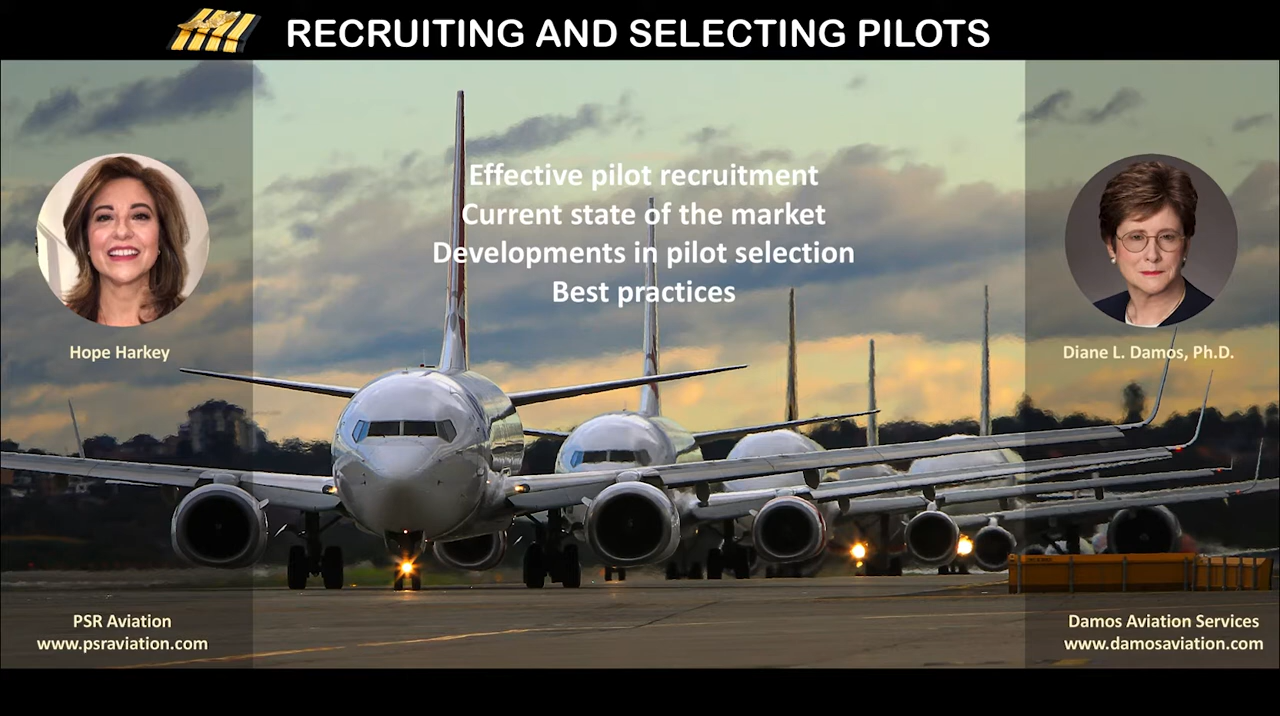 RECRUITING AND SELECTING PILOTS
Effective pilot recruitment
Current state of the market
Developments in pilot selection
Best practices
Hope Harkey
Diane L. Damos, Ph.D.
PSR Aviation
www.psraviation.com
Damos Aviation Services
www.damosaviation.com